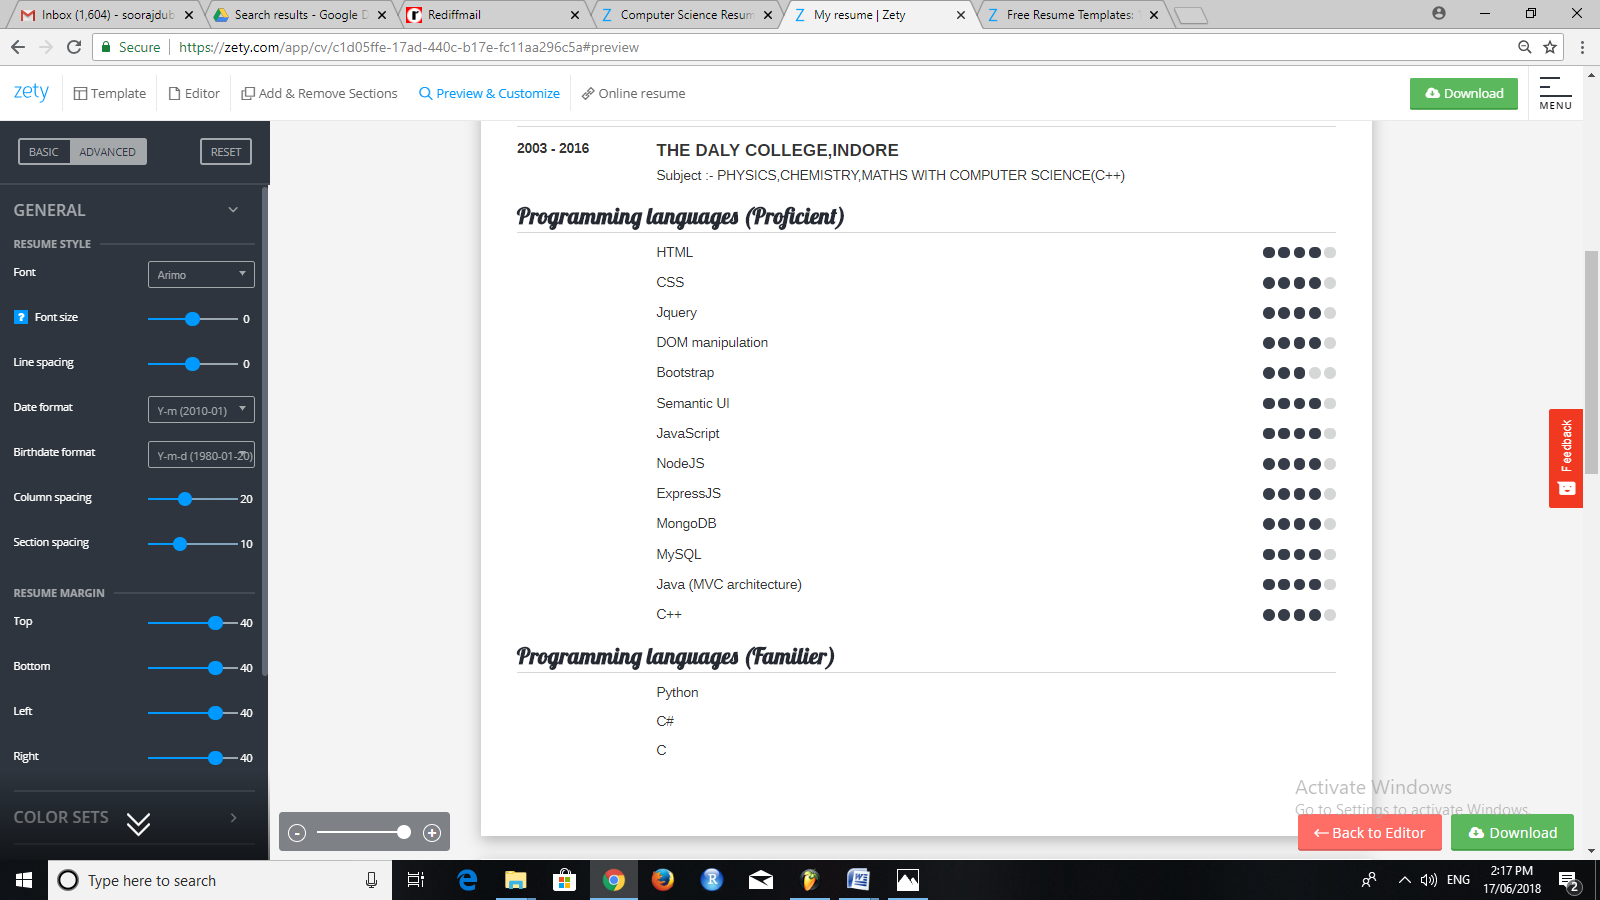 Inbox (1,604) - soorajdub
Search results - Google D
Rediffmail
Computer Science Resum
My resume | Zety
Free Resume Templates:
Secure
https://zety.com/app/cv/c1d05ffe-17ad-440c-b17e-fc11aa296c5a#preview
zety
Template
Editor
Add & Remove Sections
Preview & Customize
Online resume
Download
MENU
BASIC
ADVANCED
RESET
GENERAL
RESUME STYLE
Font
Arimo
? Font size
0
Line spacing
0
Date format
Y-m (2010-01)
Birthdate format
Y-m-d (1980-01-20)
Column spacing
20
Section spacing
10
RESUME MARGIN
Top
40
Bottom
40
Left
40
Right
40
COLOR SETS
2003 - 2016
THE DALY COLLEGE,INDORE
Subject :- PHYSICS,CHEMISTRY,MATHS WITH COMPUTER SCIENCE(C++)
Programming languages (Proficient)
HTML
CSS
Jquery
DOM manipulation
Bootstrap
Semantic UI
JavaScript
NodeJS
ExpressJS
MongoDB
MySQL
Java (MVC architecture)
C++
Programming languages (Familier)
Python
C#
C
Feedback
Activate Windows
Go to Settings to activate Windows.
Back to Editor
Download
Type here to search
ENG
2:17 PM
17/06/2018
2